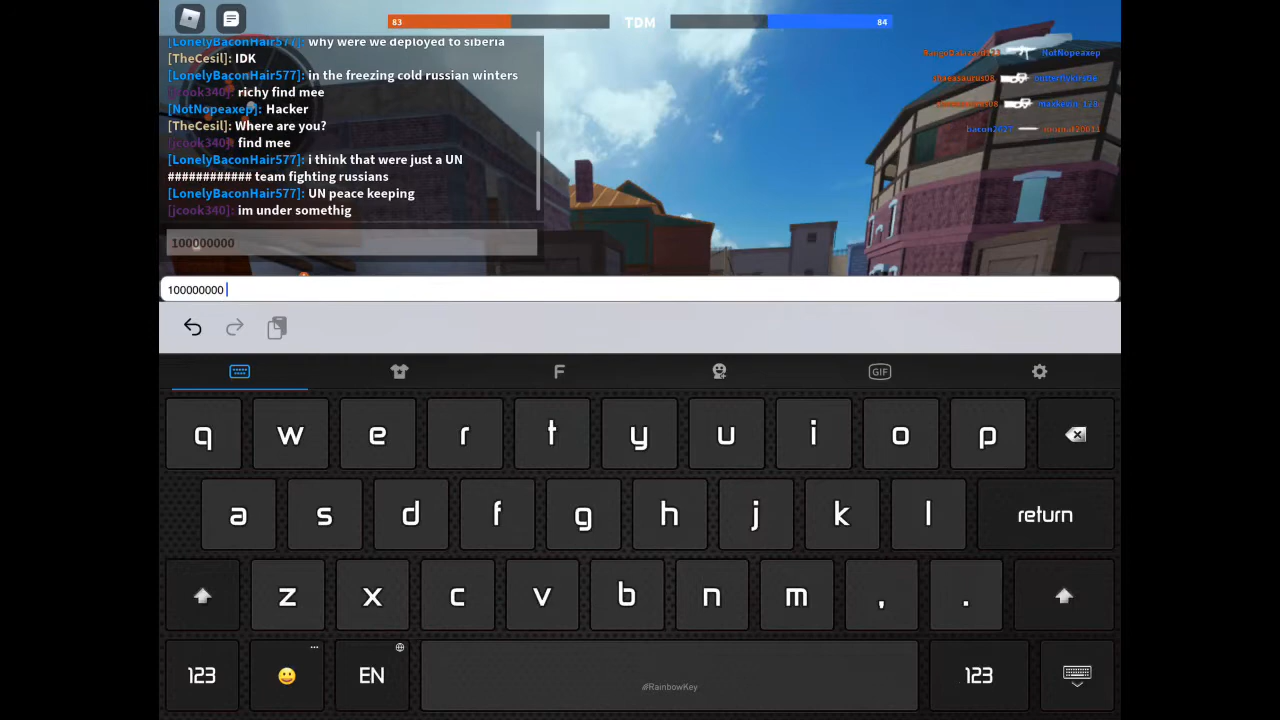 83 TDM 84
[LonelyBaconHair577]: why were we deployed to siberia
[TheCesil]: IDK
[LonelyBaconHair577]: in the freezing cold russian winters
[jcook340]: richy find mee
[NotNopeaxep]: Hacker
[TheCesil]: Where are you?
[jcook340]: find mee
[LonelyBaconHair577]: i think that were just a UN
############ team fighting russians
[LonelyBaconHair577]: UN peace keeping
[jcook340]: im under somethig
NotNopeaxep
bacon2027
100000000
100000000
F GIF
q w e r t y u i o p
a s d f g h j k l return
z x c v b n m , .
123 EN RainbowKey 123